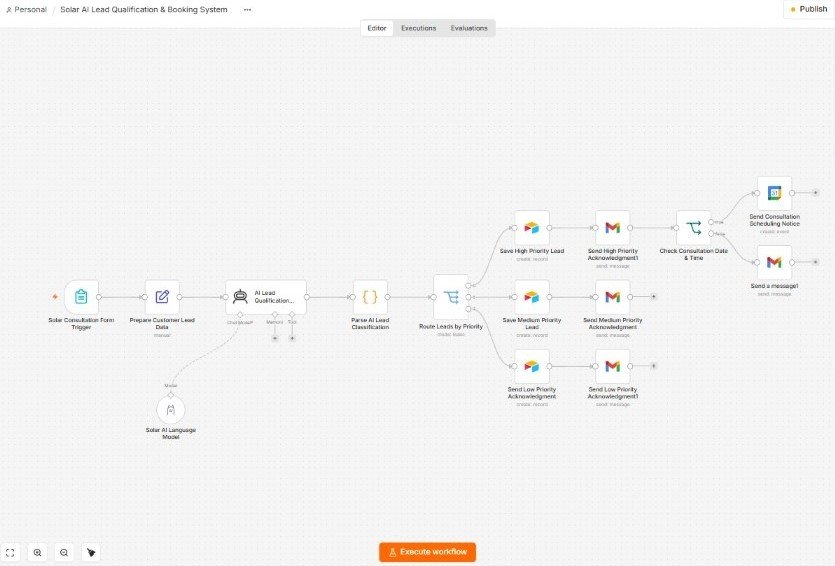 Personal / Solar AI Lead Qualification & Booking System ...
Publish
Editor Executions Evaluations
Solar Consultation Form
Trigger
Prepare Customer Lead
Data
manual
AI Lead
Qualification...
Chat Model*
Memory
Tool
Model
Solar AI Language
Model
Parse AI Lead
Classification
Route Leads by Priority
mode: Rules
Save High Priority Lead
create: record
Send High Priority
Acknowledgment1
send: message
Check Consultation Date
& Time
true
false
31
Send Consultation
Scheduling Notice
create: event
Send a message1
send: message
Save Medium Priority
Lead
create: record
Send Medium Priority
Acknowledgment
send: message
Send Low Priority
Acknowledgment
create: record
Send Low Priority
Acknowledgment1
send: message
Execute workflow